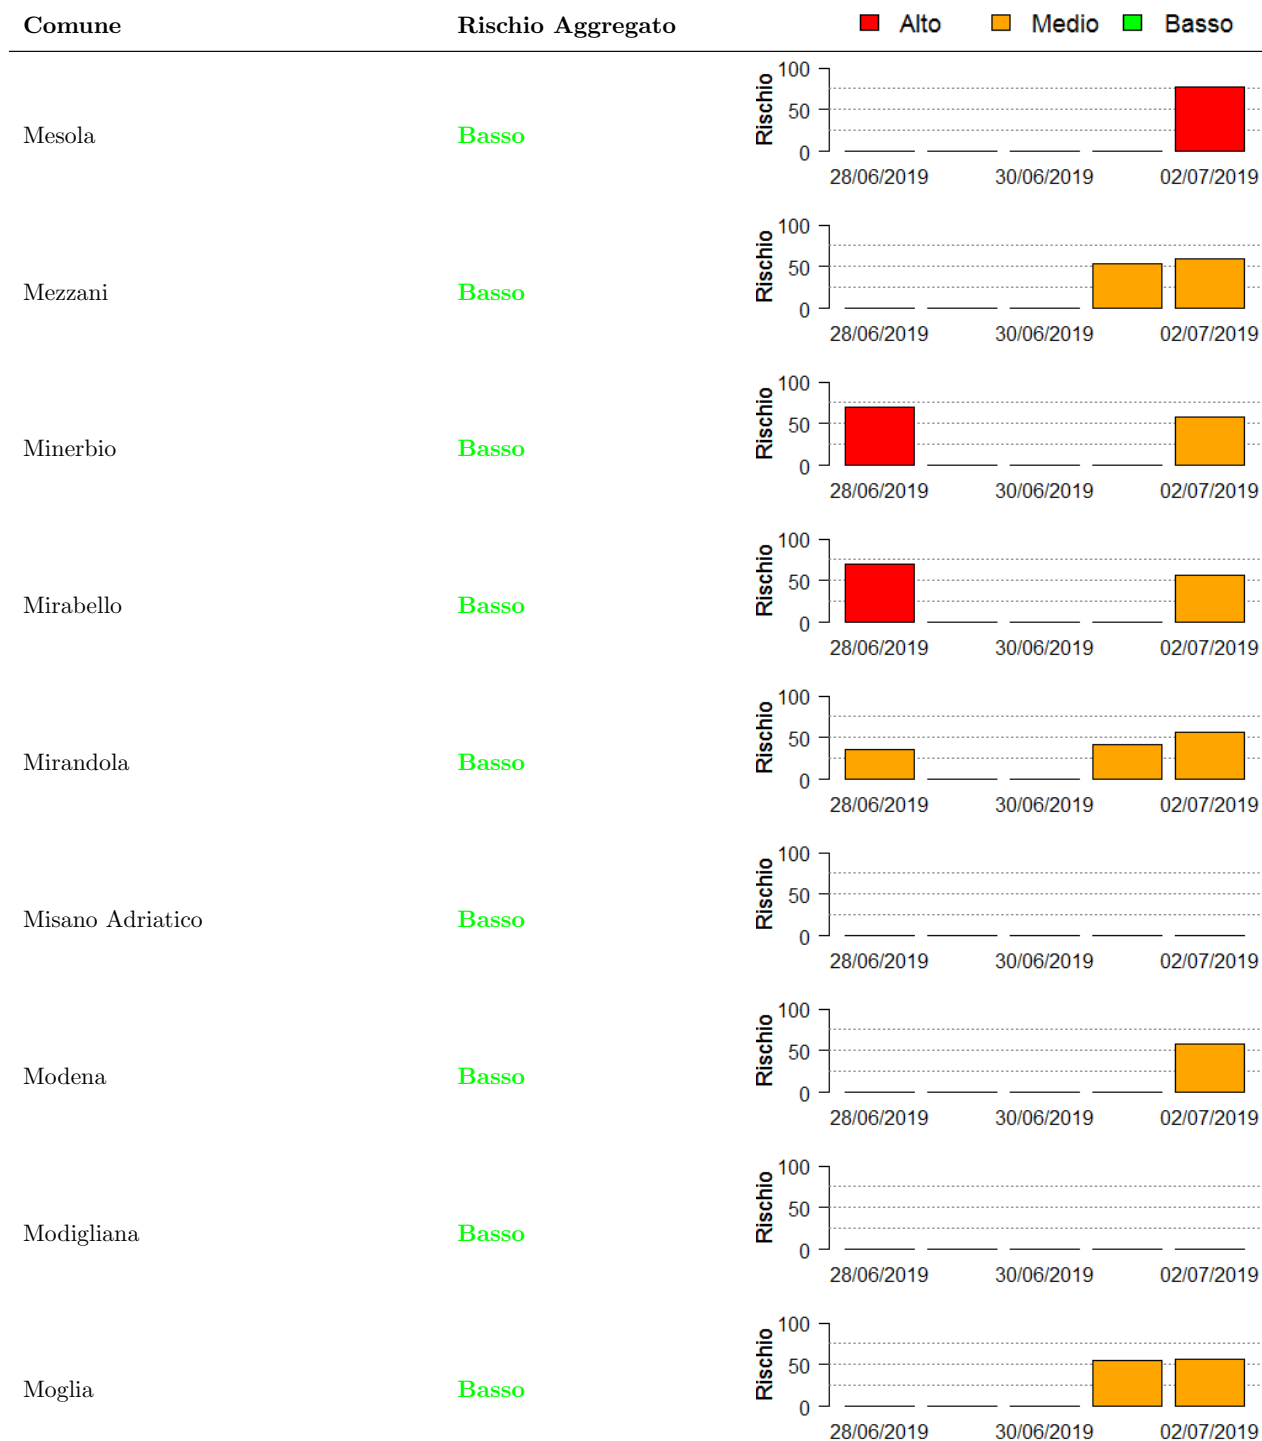 Comune Rischio Aggregato Alto Medio Basso
Mesola Basso Rischio 100 50 0
28/06/2019 30/06/2019 02/07/2019
Mezzani Basso Rischio 100 50 0
28/06/2019 30/06/2019 02/07/2019
Minerbio Basso Rischio 100 50 0
28/06/2019 30/06/2019 02/07/2019
Mirabello Basso Rischio 100 50 0
28/06/2019 30/06/2019 02/07/2019
Mirandola Basso Rischio 100 50 0
28/06/2019 30/06/2019 02/07/2019
Misano Adriatico Basso Rischio 100 50 0
28/06/2019 30/06/2019 02/07/2019
Modena Basso Rischio 100 50 0
28/06/2019 30/06/2019 02/07/2019
Modigliana Basso Rischio 100 50 0
28/06/2019 30/06/2019 02/07/2019
Moglia Basso Rischio 100 50 0
28/06/2019 30/06/2019 02/07/2019